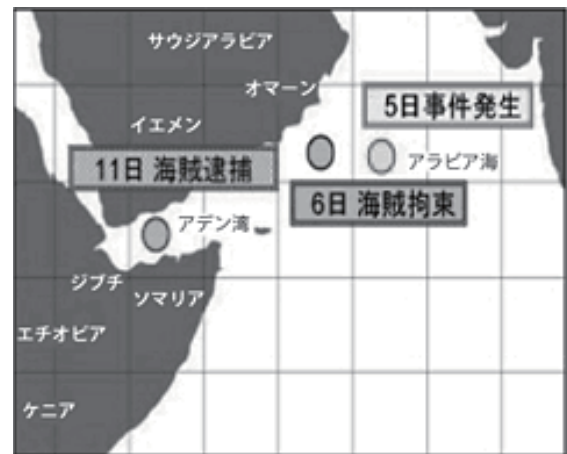 サウジアラビア
オマーン
5日事件発生
イエメン
11日 海賊逮捕
アラビア海
6日 海賊拘束
アデン湾
ジブチ
ソマリア
エチオピア
ケニア